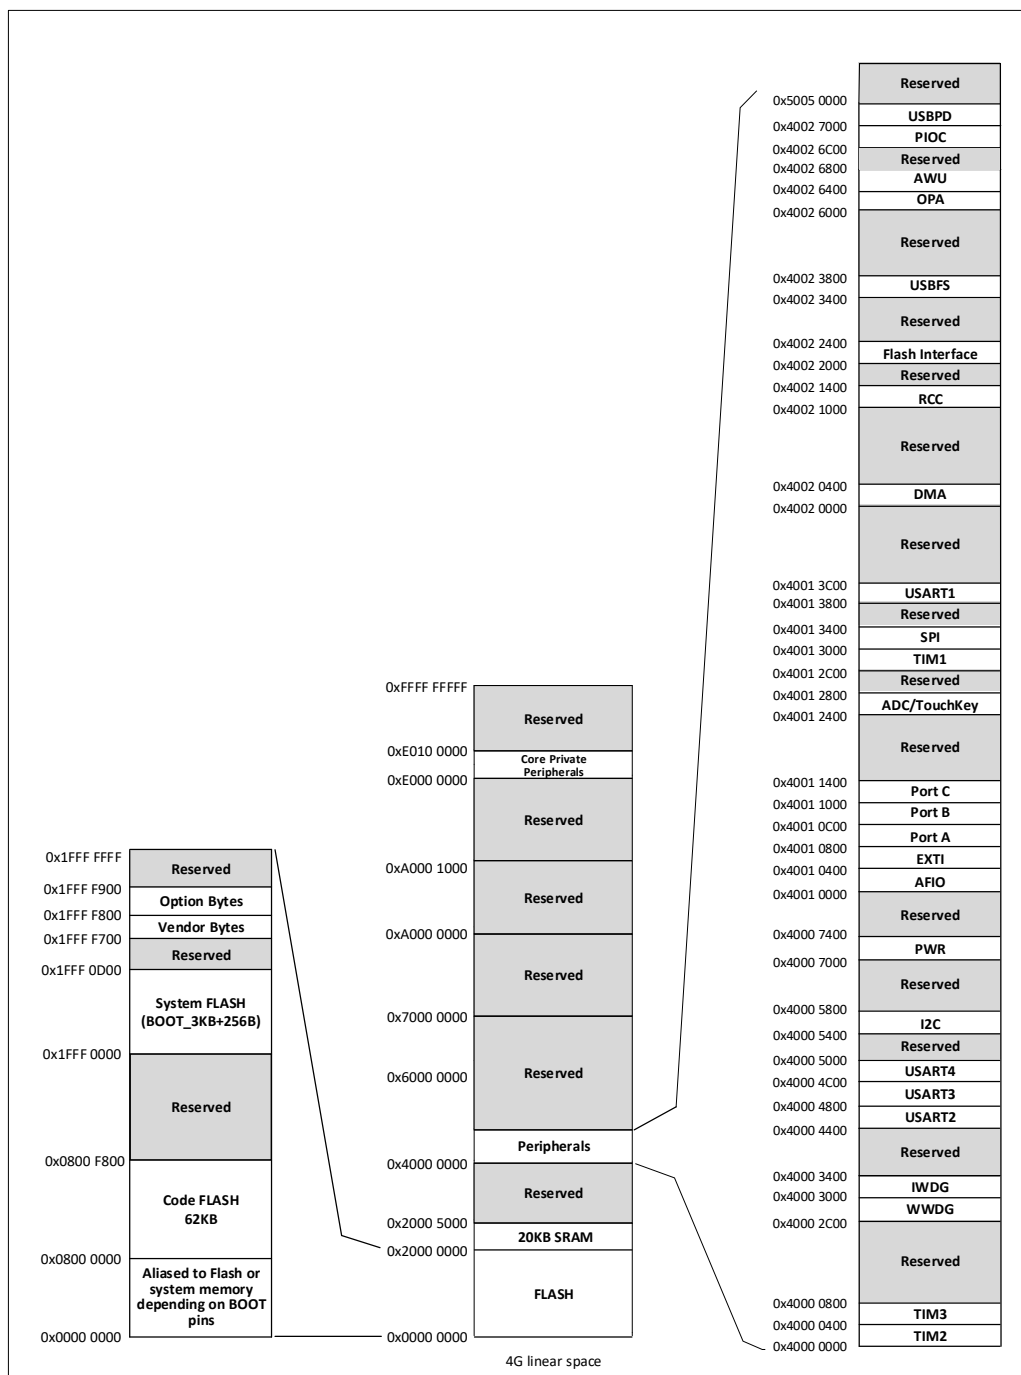 Reserved
0x5005 0000
USBPD
0x4002 7000
PIOC
0x4002 6C00
Reserved
0x4002 6800
AWU
0x4002 6400
OPA
0x4002 6000
Reserved
0x4002 3800
USBFS
0x4002 3400
Reserved
0x4002 2400
Flash Interface
0x4002 2000
Reserved
0x4002 1400
RCC
0x4002 1000
Reserved
0x4002 0400
DMA
0x4002 0000
Reserved
0x4001 3C00
USART1
0x4001 3800
Reserved
0x4001 3400
SPI
0x4001 3000
TIM1
0x4001 2C00
Reserved
0x4001 2800
ADC/TouchKey
0x4001 2400
Reserved
0x4001 1400
Port C
0x4001 1000
Port B
0x4001 0C00
Port A
0x4001 0800
EXTI
0x4001 0400
AFIO
0x4001 0000
Reserved
0x4000 7400
PWR
0x4000 7000
Reserved
0x4000 5800
I2C
0x4000 5400
Reserved
0x4000 5000
USART4
0x4000 4C00
USART3
0x4000 4800
USART2
0x4000 4400
Reserved
0x4000 3400
IWDG
0x4000 3000
WWDG
0x4000 2C00
Reserved
0x4000 0800
TIM3
0x4000 0400
TIM2
0x4000 0000
0xFFFF FFFFF
Reserved
0xE010 0000
Core Private
Peripherals
0xE000 0000
Reserved
0xA000 1000
Reserved
0xA000 0000
Reserved
0x7000 0000
Reserved
0x6000 0000
Peripherals
0x4000 0000
Reserved
0x2000 5000
20KB SRAM
0x2000 0000
FLASH
0x0000 0000
4G linear space
0x1FFF FFFF
Reserved
0x1FFF F900
Option Bytes
0x1FFF F800
Vendor Bytes
0x1FFF F700
Reserved
0x1FFF 0D00
System FLASH
(BOOT_3KB+256B)
0x1FFF 0000
Reserved
0x0800 F800
Code FLASH
62KB
0x0800 0000
Aliased to Flash or
system memory
depending on BOOT
pins
0x0000 0000